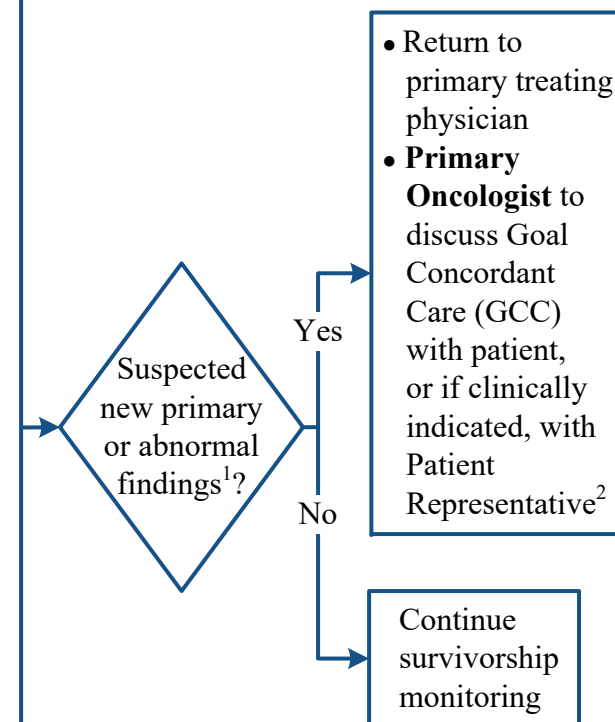 • Return to
primary treating
physician
• Primary
Oncologist to
discuss Goal
Concordant
Care (GCC)
with patient,
or if clinically
indicated, with
Patient
Representative²
Suspected
new primary
or abnormal
findings¹?
Yes
No
Continue
survivorship
monitoring